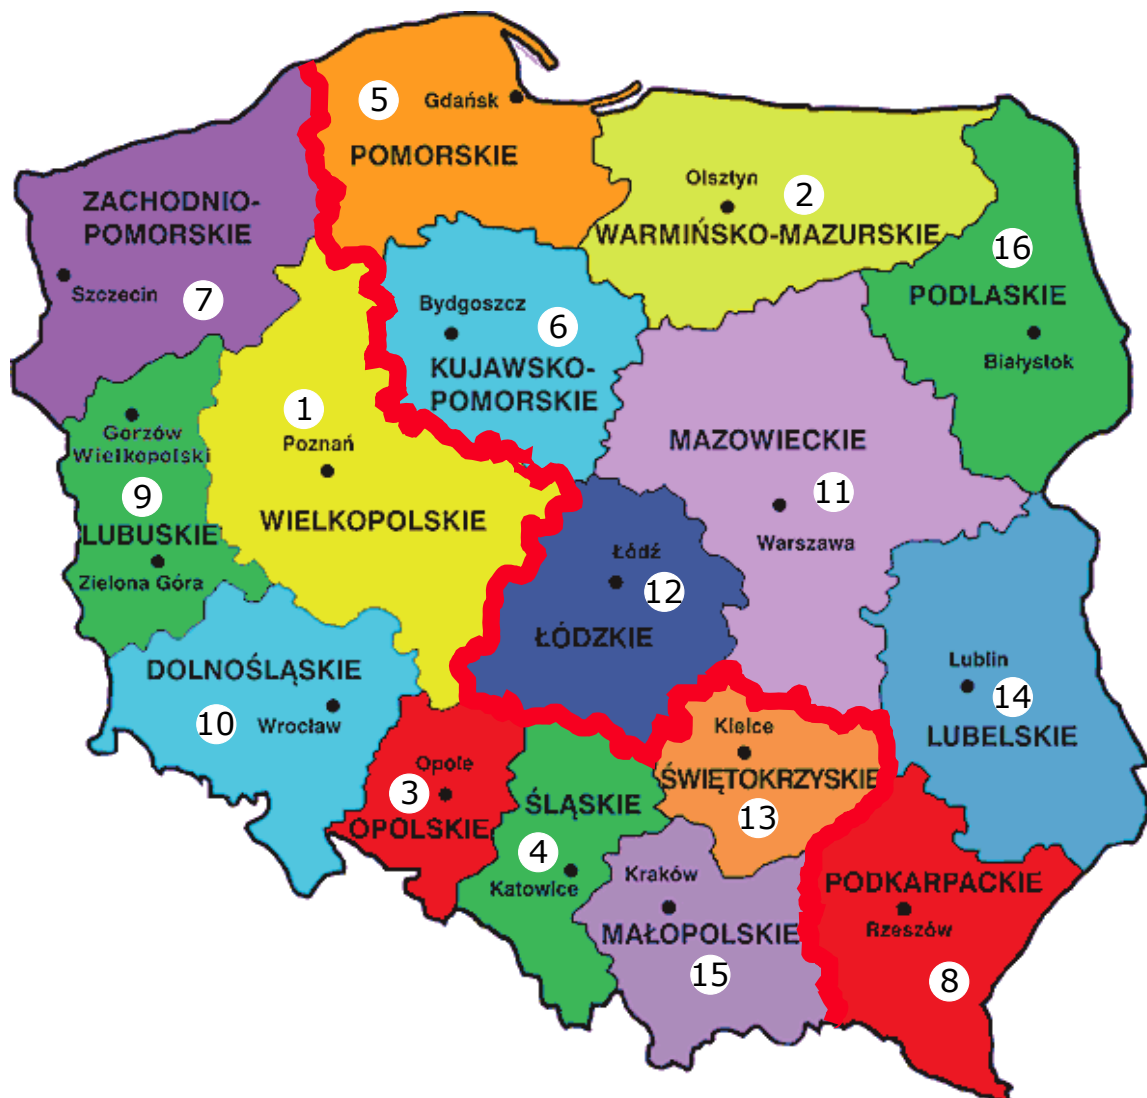 5
Gdańsk
POMORSKIE
Olsztyn
2
WARMIŃSKO-MAZURSKIE
ZACHODNIO-
POMORSKIE
Szczecin
7
16
PODLASKIE
Białystok
Bydgoszcz
6
KUJAWSKO-
POMORSKIE
1
Poznań
WIELKOPOLSKIE
Gorzów
Wielkopolski
9
LUBUSKIE
Zielona Góra
MAZOWIECKIE
11
Warszawa
Łódź
12
ŁÓDZKIE
DOLNOŚLĄSKIE
10
Wrocław
Lublin
14
LUBELSKIE
Opole
3
OPOLSKIE
ŚLĄSKIE
4
Katowice
Kielce
ŚWIĘTOKRZYSKIE
13
Kraków
MAŁOPOLSKIE
15
PODKARPACKIE
Rzeszów
8